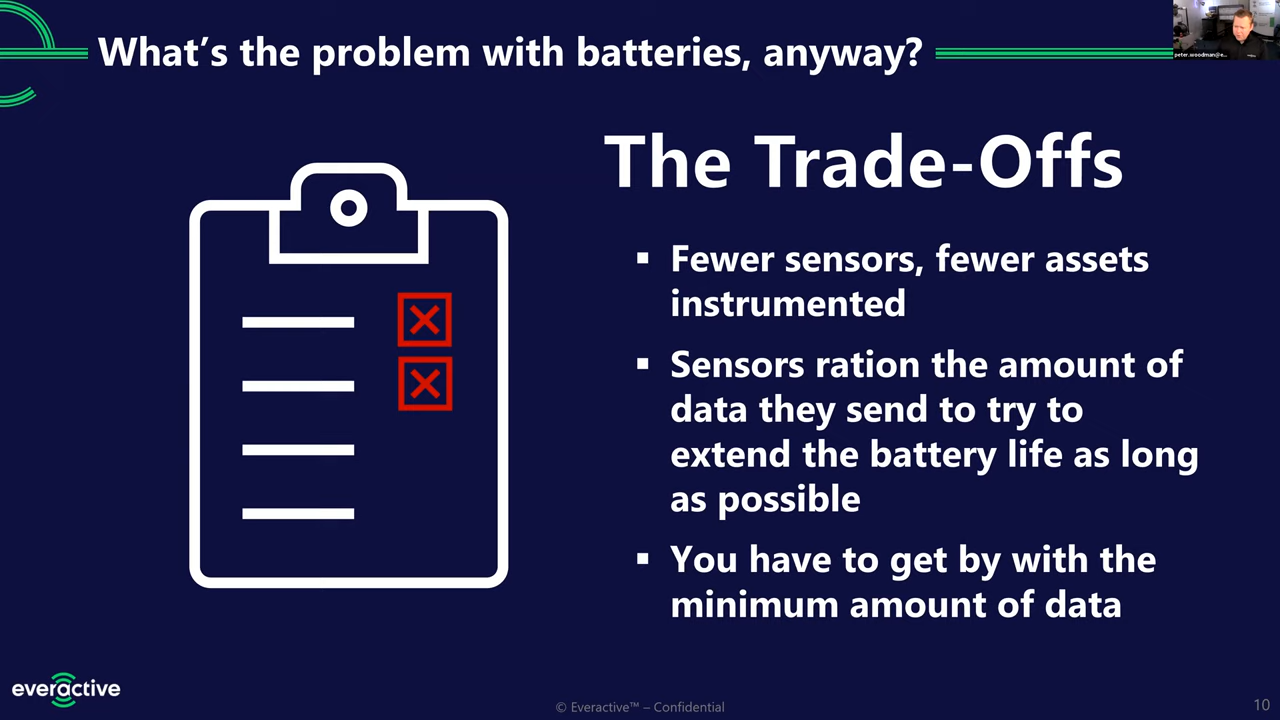 What's the problem with batteries, anyway?
peter.woodman@e...
The Trade-Offs
▪ Fewer sensors, fewer assets
instrumented
▪ Sensors ration the amount of
data they send to try to
extend the battery life as long
as possible
▪ You have to get by with the
minimum amount of data
everactive
© Everactive™ – Confidential
10